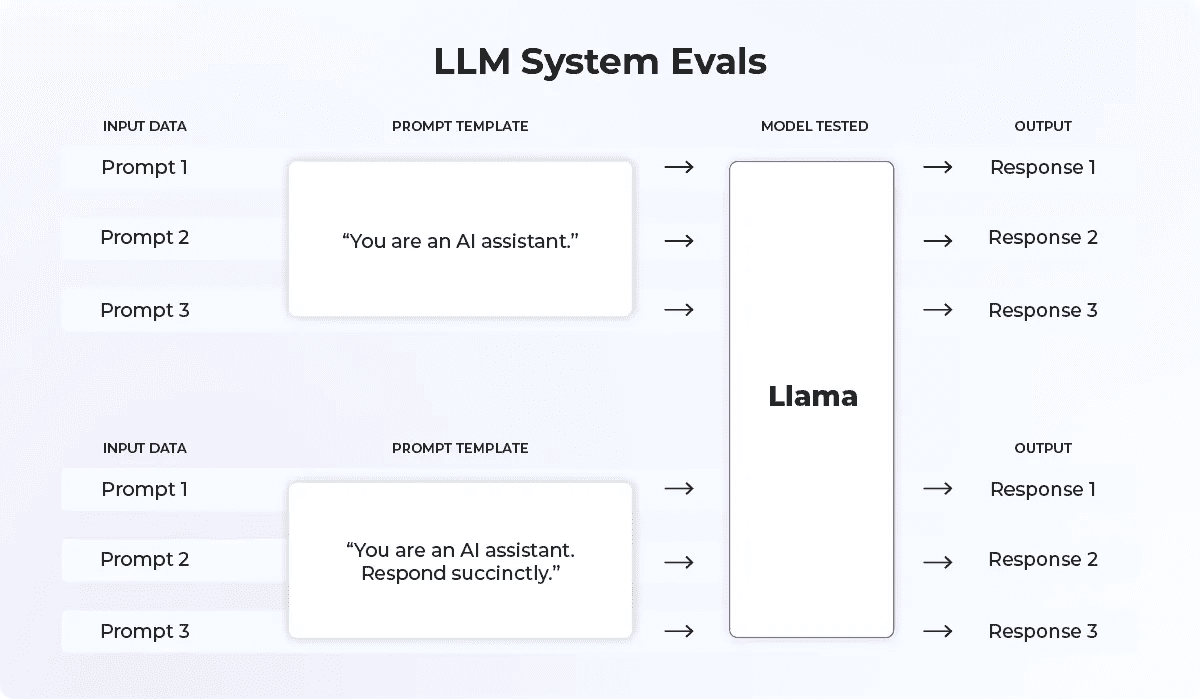 LLM System Evals
INPUT DATA
PROMPT TEMPLATE
MODEL TESTED
OUTPUT
Prompt 1
→
→
Response 1
Prompt 2
“You are an AI assistant.”
→
→
Response 2
Prompt 3
→
→
Response 3
Llama
INPUT DATA
PROMPT TEMPLATE
OUTPUT
Prompt 1
→
→
Response 1
Prompt 2
“You are an AI assistant.
Respond succinctly.”
→
→
Response 2
Prompt 3
→
→
Response 3